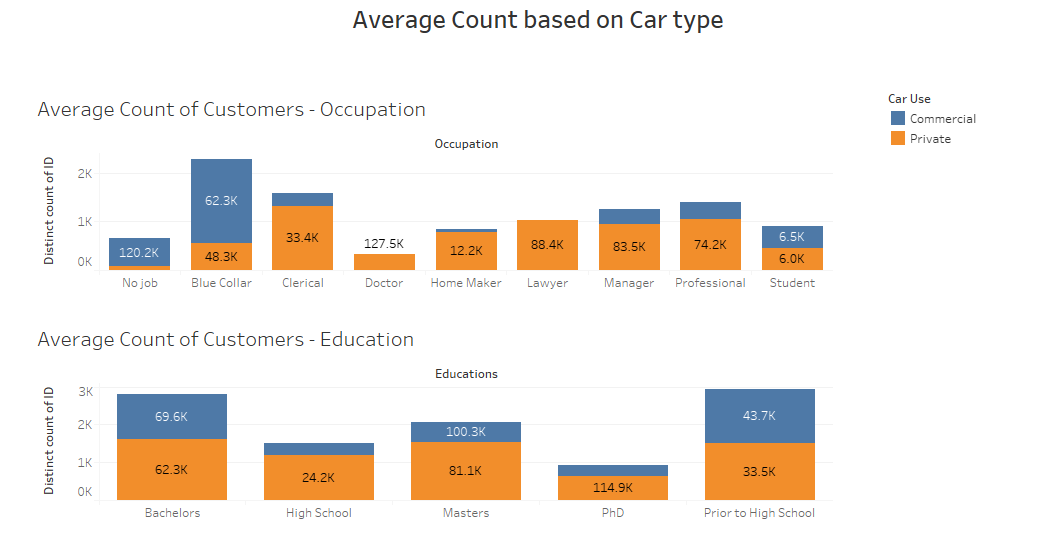 Average Count based on Car type
Average Count of Customers - Occupation
Car Use
Commercial
Private
Occupation
Distinct count of ID
2K
1K
0K
120.2K
62.3K
48.3K
33.4K
127.5K
12.2K
88.4K
83.5K
74.2K
6.5K
6.0K
No job Blue Collar Clerical Doctor Home Maker Lawyer Manager Professional Student
Average Count of Customers - Education
Educations
Distinct count of ID
3K
2K
1K
0K
69.6K
62.3K
24.2K
100.3K
81.1K
114.9K
43.7K
33.5K
Bachelors High School Masters PhD Prior to High School